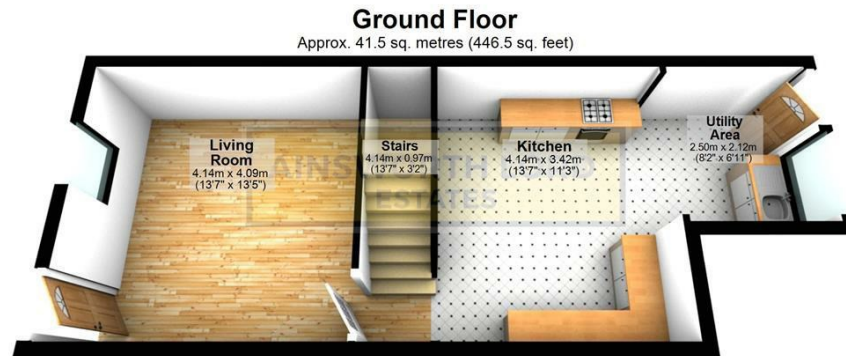 Ground Floor
Approx. 41.5 sq. metres (446.5 sq. feet)
Living
Room
4.14m x 4.09m
(13'7" x 13'5")
Stairs
4.14m x 0.97m
(13'7" x 3'2")
Kitchen
4.14m x 3.42m
(13'7" x 11'3")
Utility
Area
2.50m x 2.12m
(8'2" x 6'11")
ESTATES